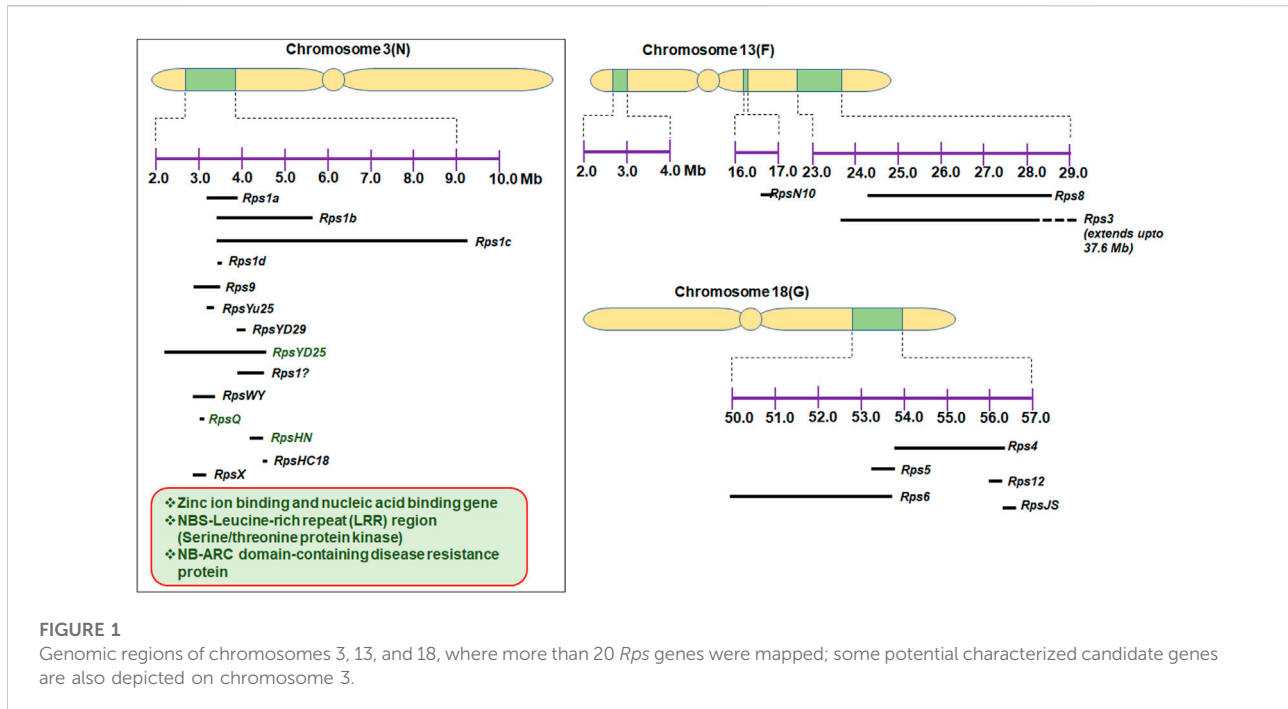 Chromosome 3(N)
2.0 3.0 4.0 5.0 6.0 7.0 8.0 9.0 10.0 Mb
Rps1a
Rps1b
Rps1c
Rps1d
Rps9
RpsYu25
RpsYD29
RpsYD25
Rps1?
RpsWY
RpsQ
RpsHN
RpsHC18
RpsX
❖Zinc ion binding and nucleic acid binding gene
❖NBS-Leucine-rich repeat (LRR) region
(Serine/threonine protein kinase)
❖NB-ARC domain-containing disease resistance
protein
Chromosome 13(F)
2.0 3.0 4.0 Mb 16.0 17.0 23.0 24.0 25.0 26.0 27.0 28.0 29.0
RpsN10
Rps8
Rps3
(extends upto
37.6 Mb)
Chromosome 18(G)
50.0 51.0 52.0 53.0 54.0 55.0 56.0 57.0
Rps4
Rps5
Rps12
Rps6
RpsJS
FIGURE 1
Genomic regions of chromosomes 3, 13, and 18, where more than 20 Rps genes were mapped; some potential characterized candidate genes
are also depicted on chromosome 3.